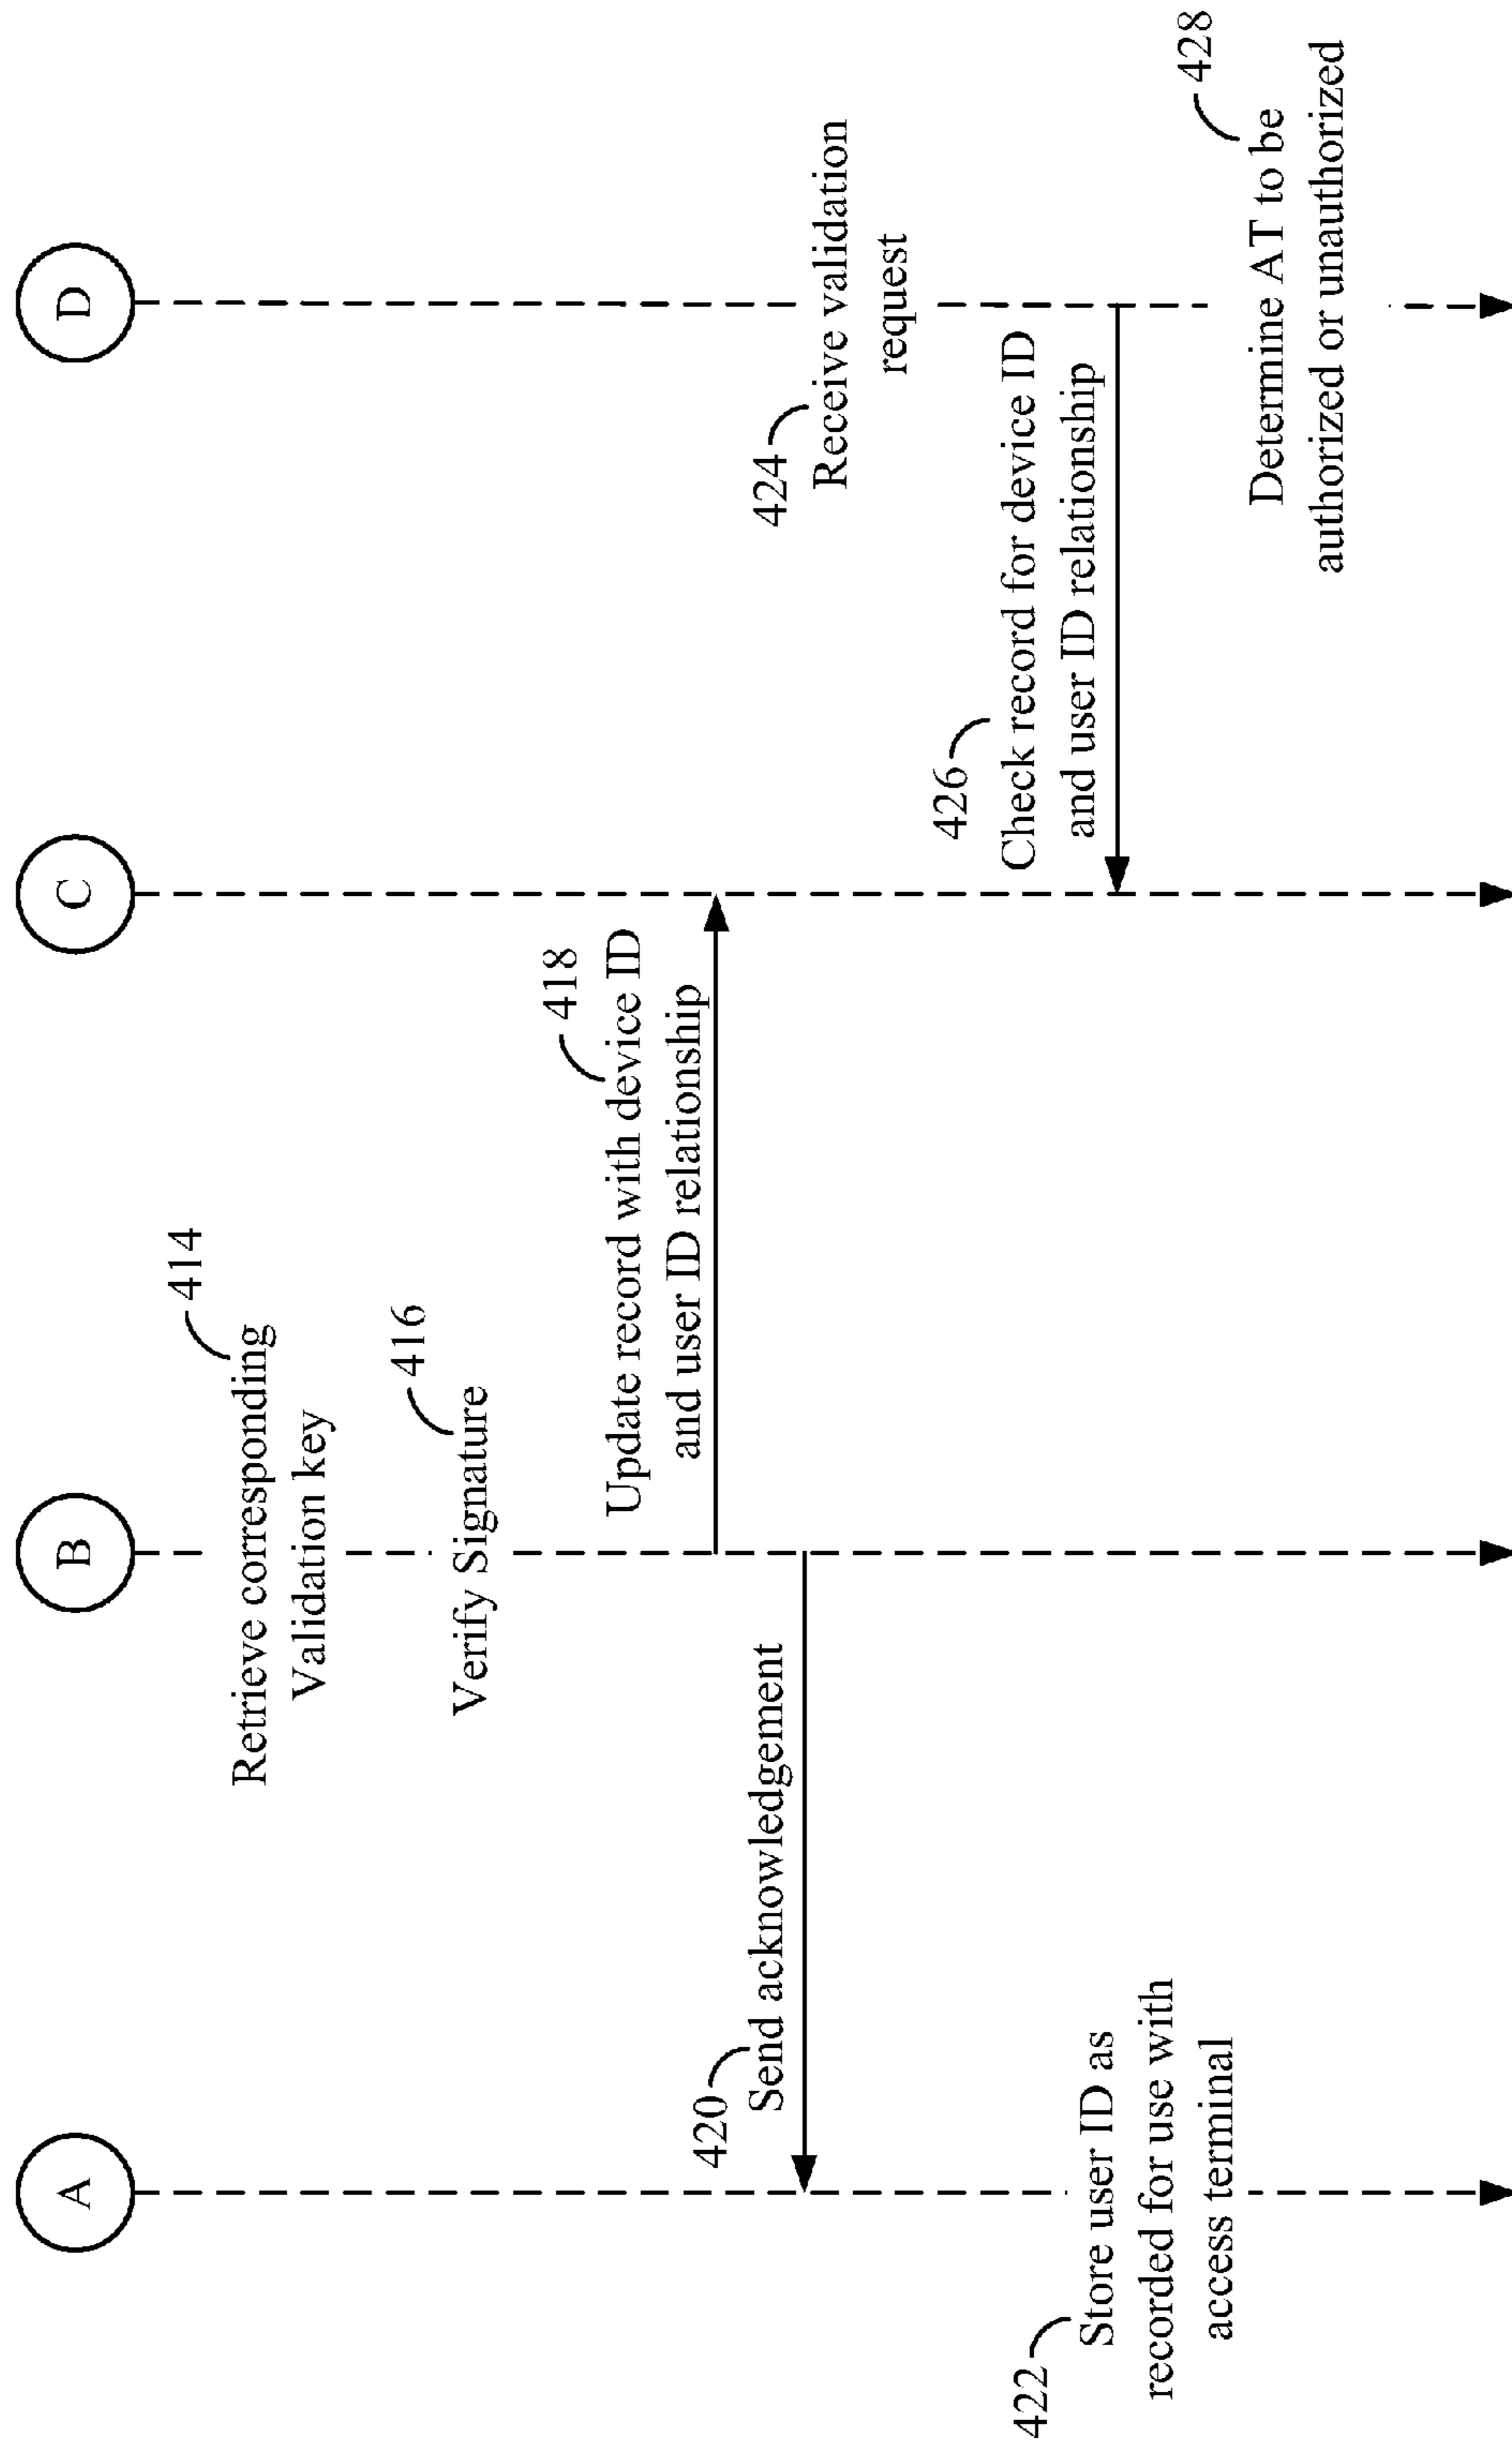 A
B
C
D
414
Retrieve corresponding
Validation key
416
Verify Signature
418
Update record with device ID
and user ID relationship
420
Send acknowledgement
424
Receive validation
request
422
Store user ID as
recorded for use with
access terminal
426
Check record for device ID
and user ID relationship
428
Determine AT to be
authorized or unauthorized